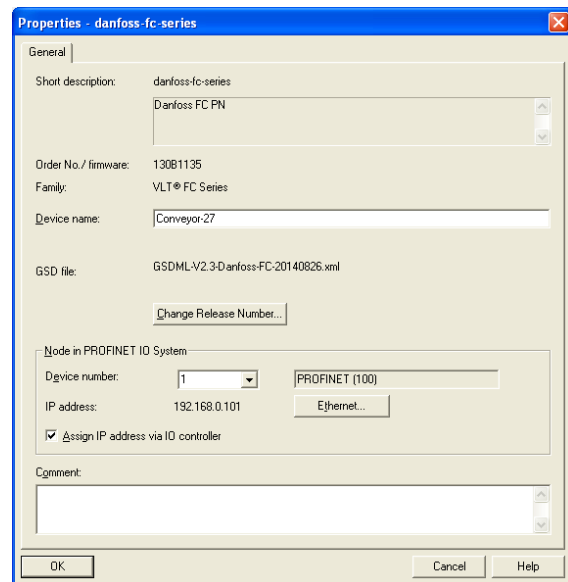 Properties - danfoss-fc-series
General
Short description: danfoss-fc-series
Danfoss FC PN
Order No./ firmware: 130B1135
Family: VLT® FC Series
Device name: Conveyor-27
GSD file: GSDML-V2.3-Danfoss-FC-20140826.xml
Change Release Number...
Node in PROFINET IO System
Device number: 1 PROFINET (100)
IP address: 192.168.0.101 Ethernet...
Assign IP address via IO controller
Comment:
OK Cancel Help